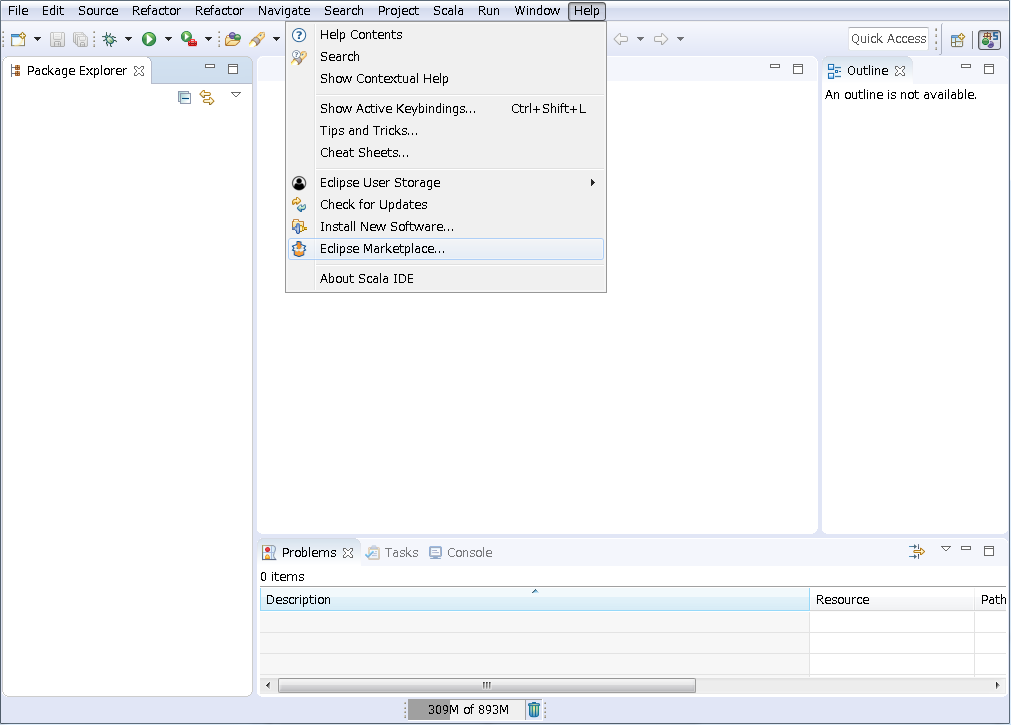 File Edit Source Refactor Refactor Navigate Search Project Scala Run Window Help
Quick Access
Package Explorer
Help Contents
Search
Show Contextual Help
Show Active Keybindings... Ctrl+Shift+L
Tips and Tricks...
Cheat Sheets...
Eclipse User Storage
Check for Updates
Install New Software...
Eclipse Marketplace...
About Scala IDE
Outline
An outline is not available.
Problems Tasks Console
0 items
Description Resource Path
309M of 893M